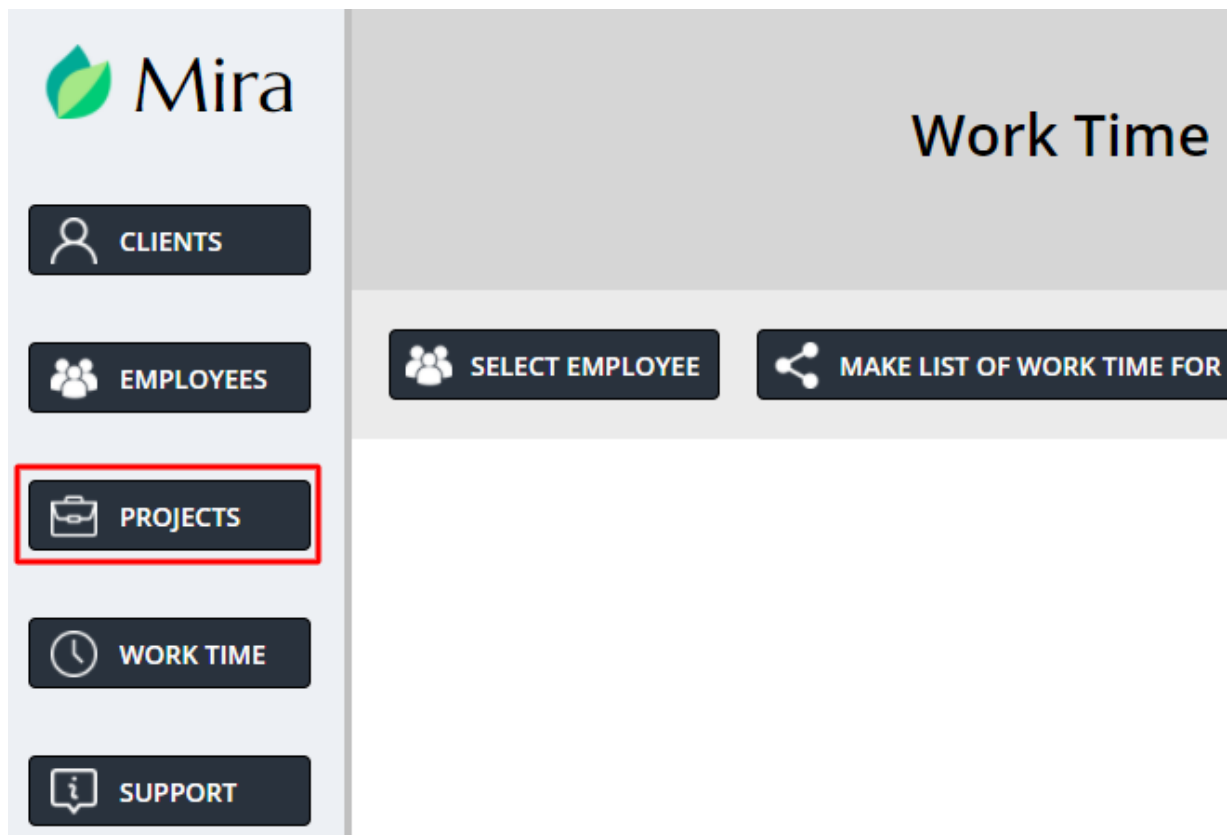 Mira
Work Time
CLIENTS
EMPLOYEES
PROJECTS
WORK TIME
SUPPORT
SELECT EMPLOYEE
MAKE LIST OF WORK TIME FOR